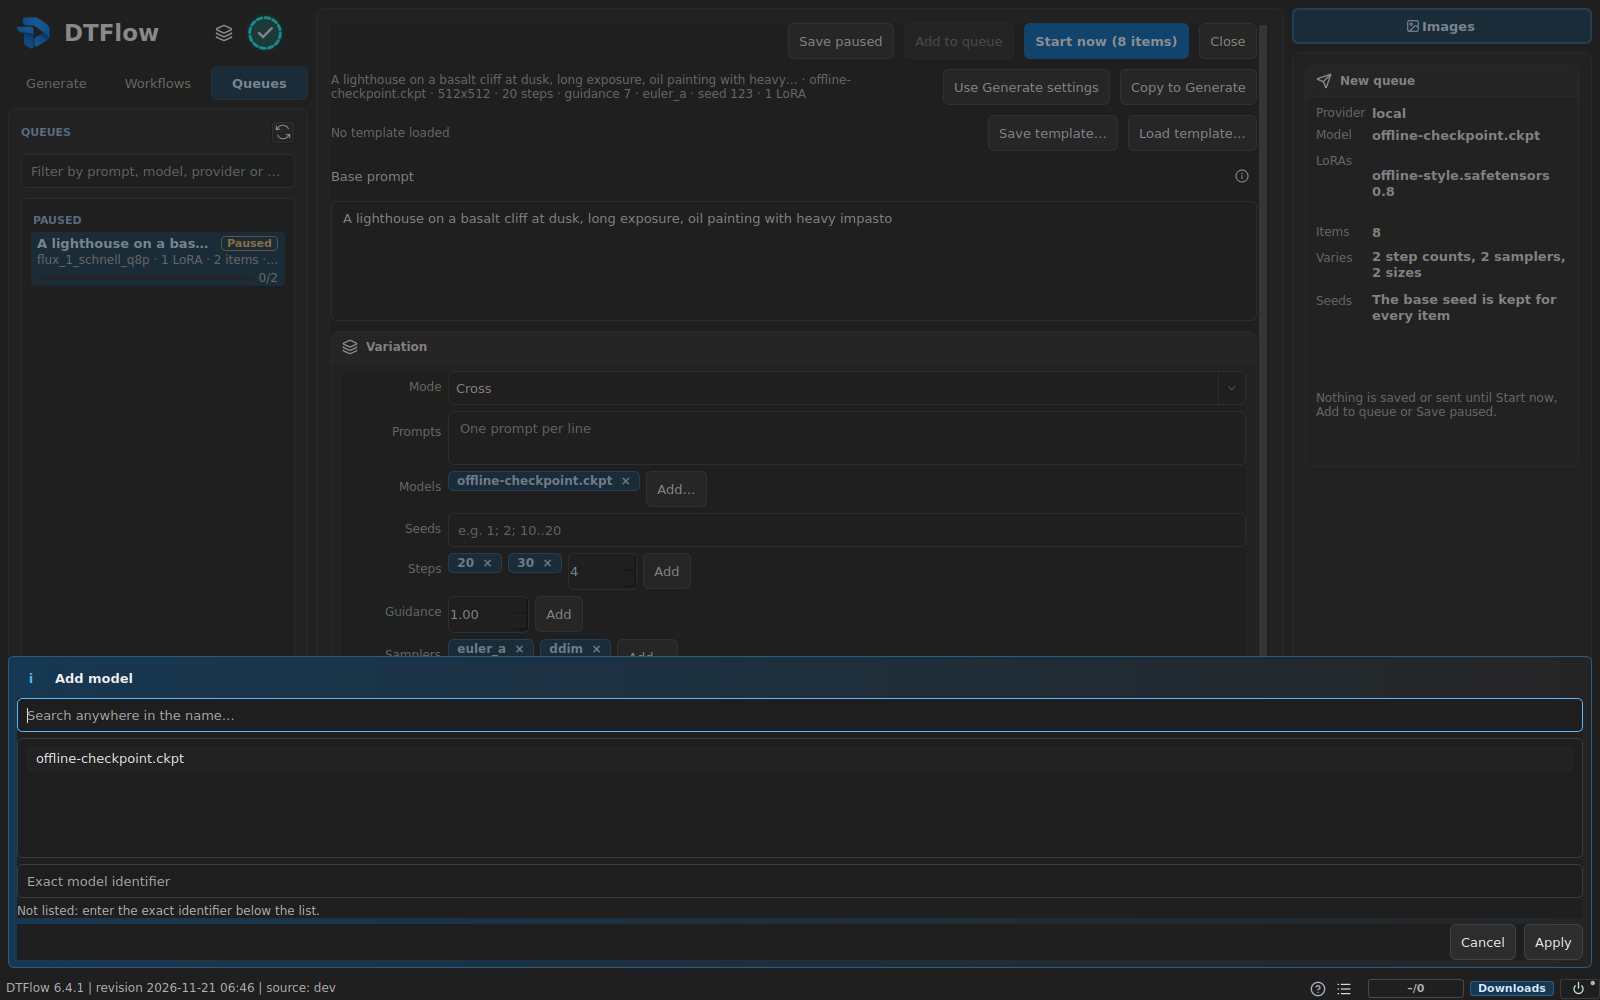 DTFlow
Generate
Workflows
Queues
QUEUES
Filter by prompt, model, provider or ...
PAUSED
A lighthouse on a bas...
Paused
flux_1_schnell_q8p · 1 LoRA · 2 items ·...
0/2
Save paused
Add to queue
Start now (8 items)
Close
A lighthouse on a basalt cliff at dusk, long exposure, oil painting with heavy... · offline-
checkpoint.ckpt · 512x512 · 20 steps · guidance 7 · euler_a · seed 123 · 1 LoRA
Use Generate settings
Copy to Generate
No template loaded
Save template...
Load template...
Base prompt
A lighthouse on a basalt cliff at dusk, long exposure, oil painting with heavy impasto
Variation
Mode
Cross
Prompts
One prompt per line
Models
offline-checkpoint.ckpt ×
Add...
Seeds
e.g. 1; 2; 10..20
Steps
20 ×
30 ×
4
Add
Guidance
1.00
Add
Samplers
euler_a ×
ddim ×
Add...
Images
New queue
Provider local
Model offline-checkpoint.ckpt
LoRAs
offline-style.safetensors
0.8
Items 8
Varies 2 step counts, 2 samplers,
2 sizes
Seeds The base seed is kept for
every item
Nothing is saved or sent until Start now,
Add to queue or Save paused.
i Add model
Search anywhere in the name...
offline-checkpoint.ckpt
Exact model identifier
Not listed: enter the exact identifier below the list.
Cancel
Apply
DTFlow 6.4.1 | revision 2026-11-21 06:46 | source: dev
-/0
Downloads